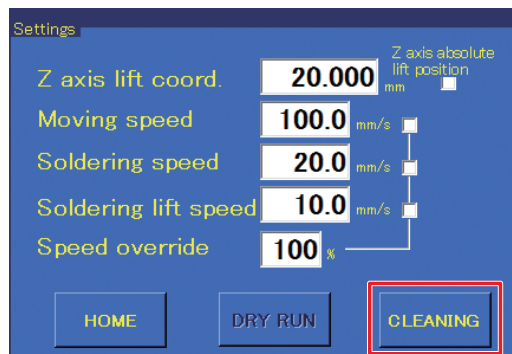 Settings
Z axis absolute
lift position
Z axis lift coord. 20.000 mm
Moving speed 100.0 mm/s
Soldering speed 20.0 mm/s
Soldering lift speed 10.0 mm/s
Speed override 100 %
HOME DRY RUN CLEANING